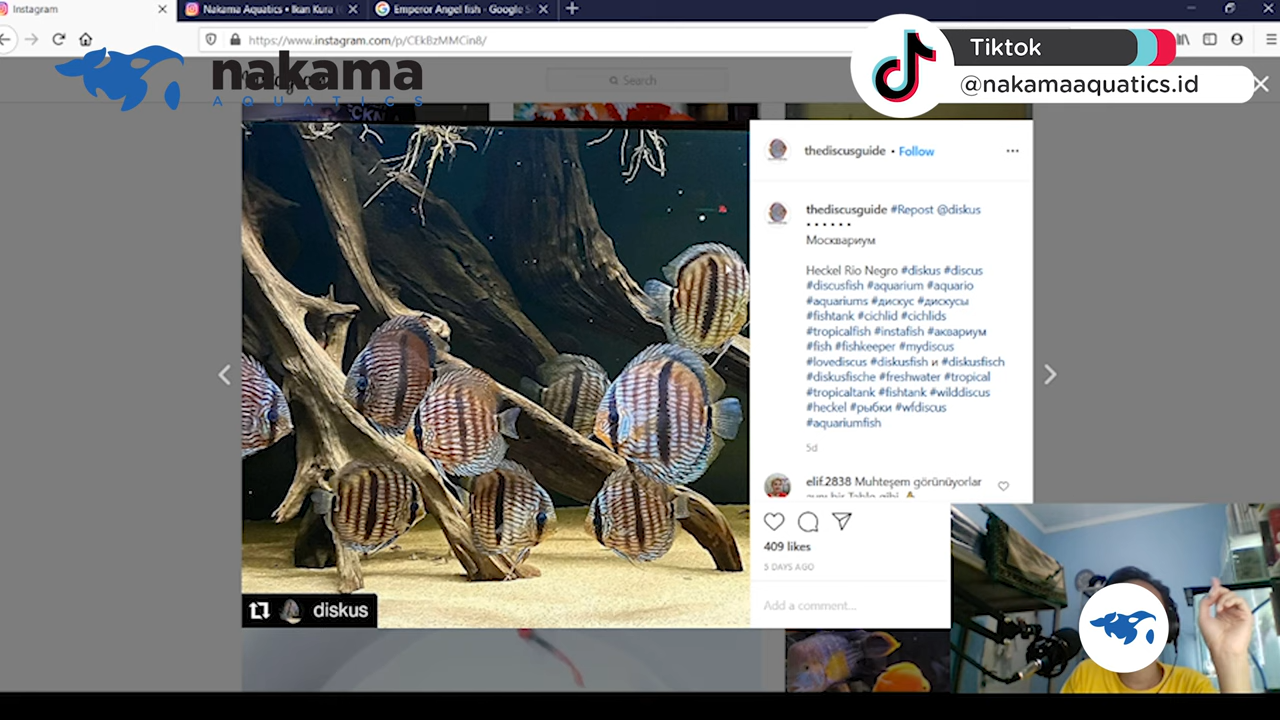 Instagram
Nakama Aquatics • Ikan Kura
Emperor Angel fish - Google Se
https://www.instagram.com/p/CEkBzMMCin8/
Tiktok
@nakamaaquatics.id
nakama
AQUATICS
Search
thediscusguide • Follow
thediscusguide #Repost @diskus
• • • • • •
Москвариум
Heckel Rio Negro #diskus #discus
#discusfish #aquarium #aquario
#aquariums #дискус #дискусы
#fishtank #cichlid #cichlids
#tropicalfish #instafish #аквариум
#fish #fishkeeper #mydiscus
#lovediscus #diskusfish и #diskusfisch
#diskusfische #freshwater #tropical
#tropicaltank #fishtank #wilddiscus
#heckel #рыбки #wfdiscus
#aquariumfish
5d
elif.2838 Muhteşem görünüyorlar
409 likes
5 DAYS AGO
Add a comment...
diskus